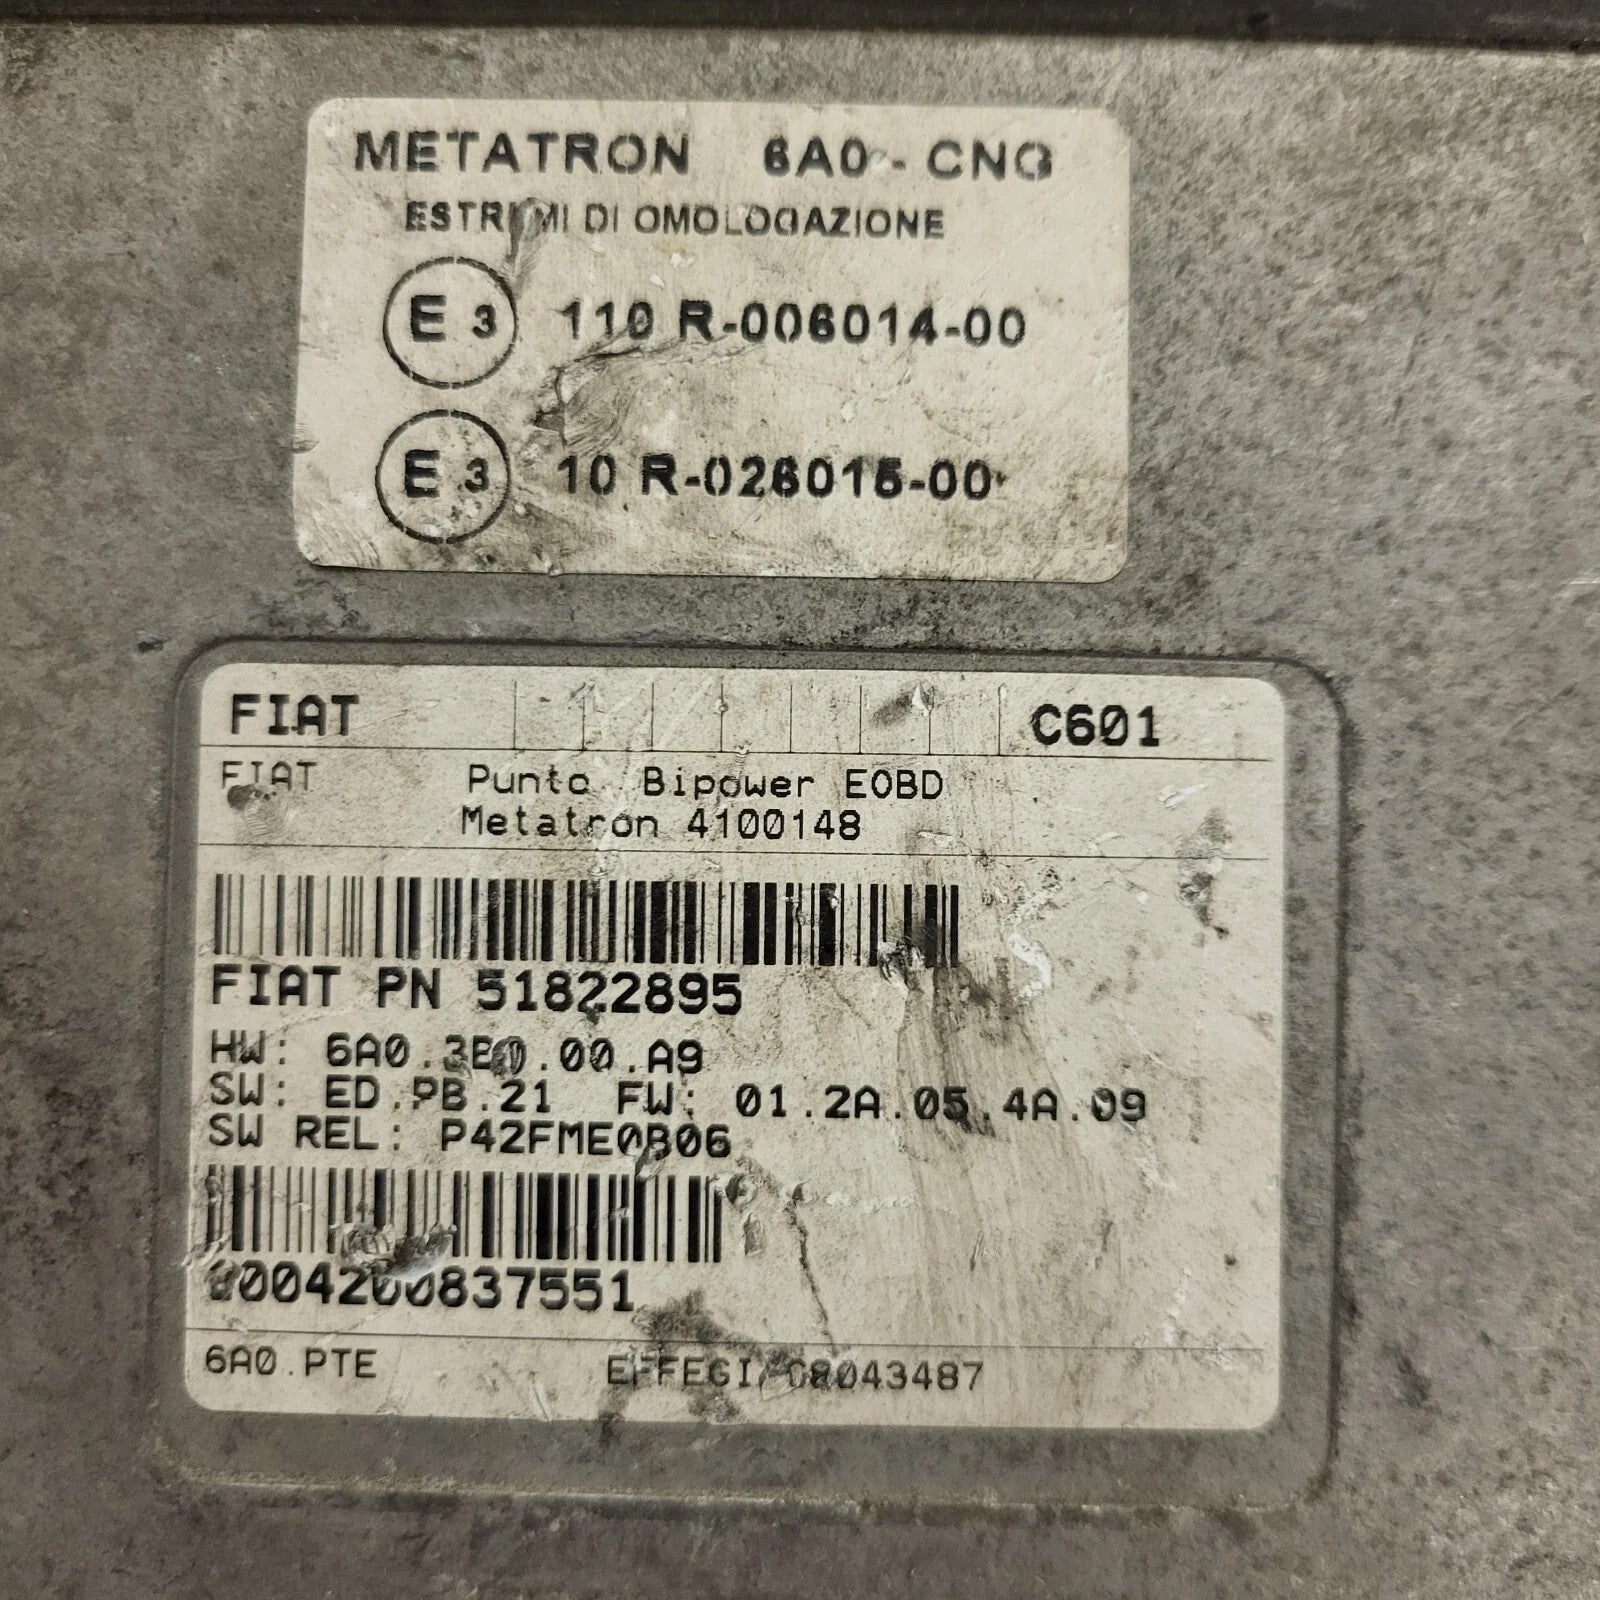 METATRON 6A0 - CNG
ESTREMI DI OMOLOGAZIONE
E 3 110 R-006014-00
E 3 10 R-026015-00
FIAT C601
FIAT Punto Bipower EOBD
Metatron 4100148
FIAT PN 51822895
HW: 6A0.3E0.00.A9
SW: ED.PB.21 FW: 01.2A.05.4A.09
SW REL: P42FME0B06
6A0.PTE EFFEGI